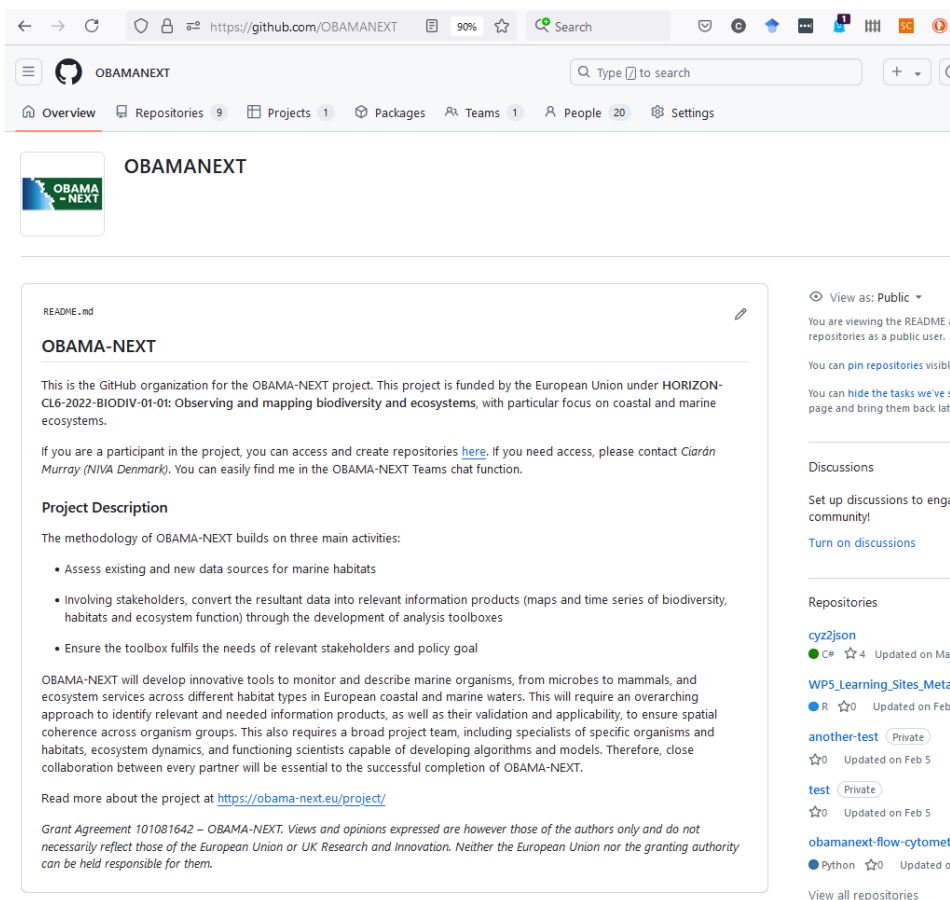 https://github.com/OBAMANEXT
90%
Search
1
SC
OBAMANEXT
Type / to search
Overview
Repositories 9
Projects 1
Packages
Teams 1
People 20
Settings
OBAMA
-NEXT
OBAMANEXT
README.md
OBAMA-NEXT
This is the GitHub organization for the OBAMA-NEXT project. This project is funded by the European Union under HORIZON-
CL6-2022-BIODIV-01-01: Observing and mapping biodiversity and ecosystems, with particular focus on coastal and marine
ecosystems.
If you are a participant in the project, you can access and create repositories here. If you need access, please contact Ciarán
Murray (NIVA Denmark). You can easily find me in the OBAMA-NEXT Teams chat function.
Project Description
The methodology of OBAMA-NEXT builds on three main activities:
• Assess existing and new data sources for marine habitats
• Involving stakeholders, convert the resultant data into relevant information products (maps and time series of biodiversity,
habitats and ecosystem function) through the development of analysis toolboxes
• Ensure the toolbox fulfils the needs of relevant stakeholders and policy goal
OBAMA-NEXT will develop innovative tools to monitor and describe marine organisms, from microbes to mammals, and
ecosystem services across different habitat types in European coastal and marine waters. This will require an overarching
approach to identify relevant and needed information products, as well as their validation and applicability, to ensure spatial
coherence across organism groups. This also requires a broad project team, including specialists of specific organisms and
habitats, ecosystem dynamics, and functioning scientists capable of developing algorithms and models. Therefore, close
collaboration between every partner will be essential to the successful completion of OBAMA-NEXT.
Read more about the project at https://obama-next.eu/project/
Grant Agreement 101081642 – OBAMA-NEXT. Views and opinions expressed are however those of the authors only and do not
necessarily reflect those of the European Union or UK Research and Innovation. Neither the European Union nor the granting authority
can be held responsible for them.
View as: Public
You are viewing the README
repositories as a public user.
You can pin repositories
You can hide the tasks we've
page and bring them back
Discussions
Set up discussions to
community!
Turn on discussions
Repositories
cyz2json
C# 4 Updated on
WP5_Learning_Sites_Meta
R 0 Updated on Feb
another-test Private
0 Updated on Feb 5
test Private
0 Updated on Feb 5
obamanext-flow-cytomet
Python 0 Updated
View all repositories